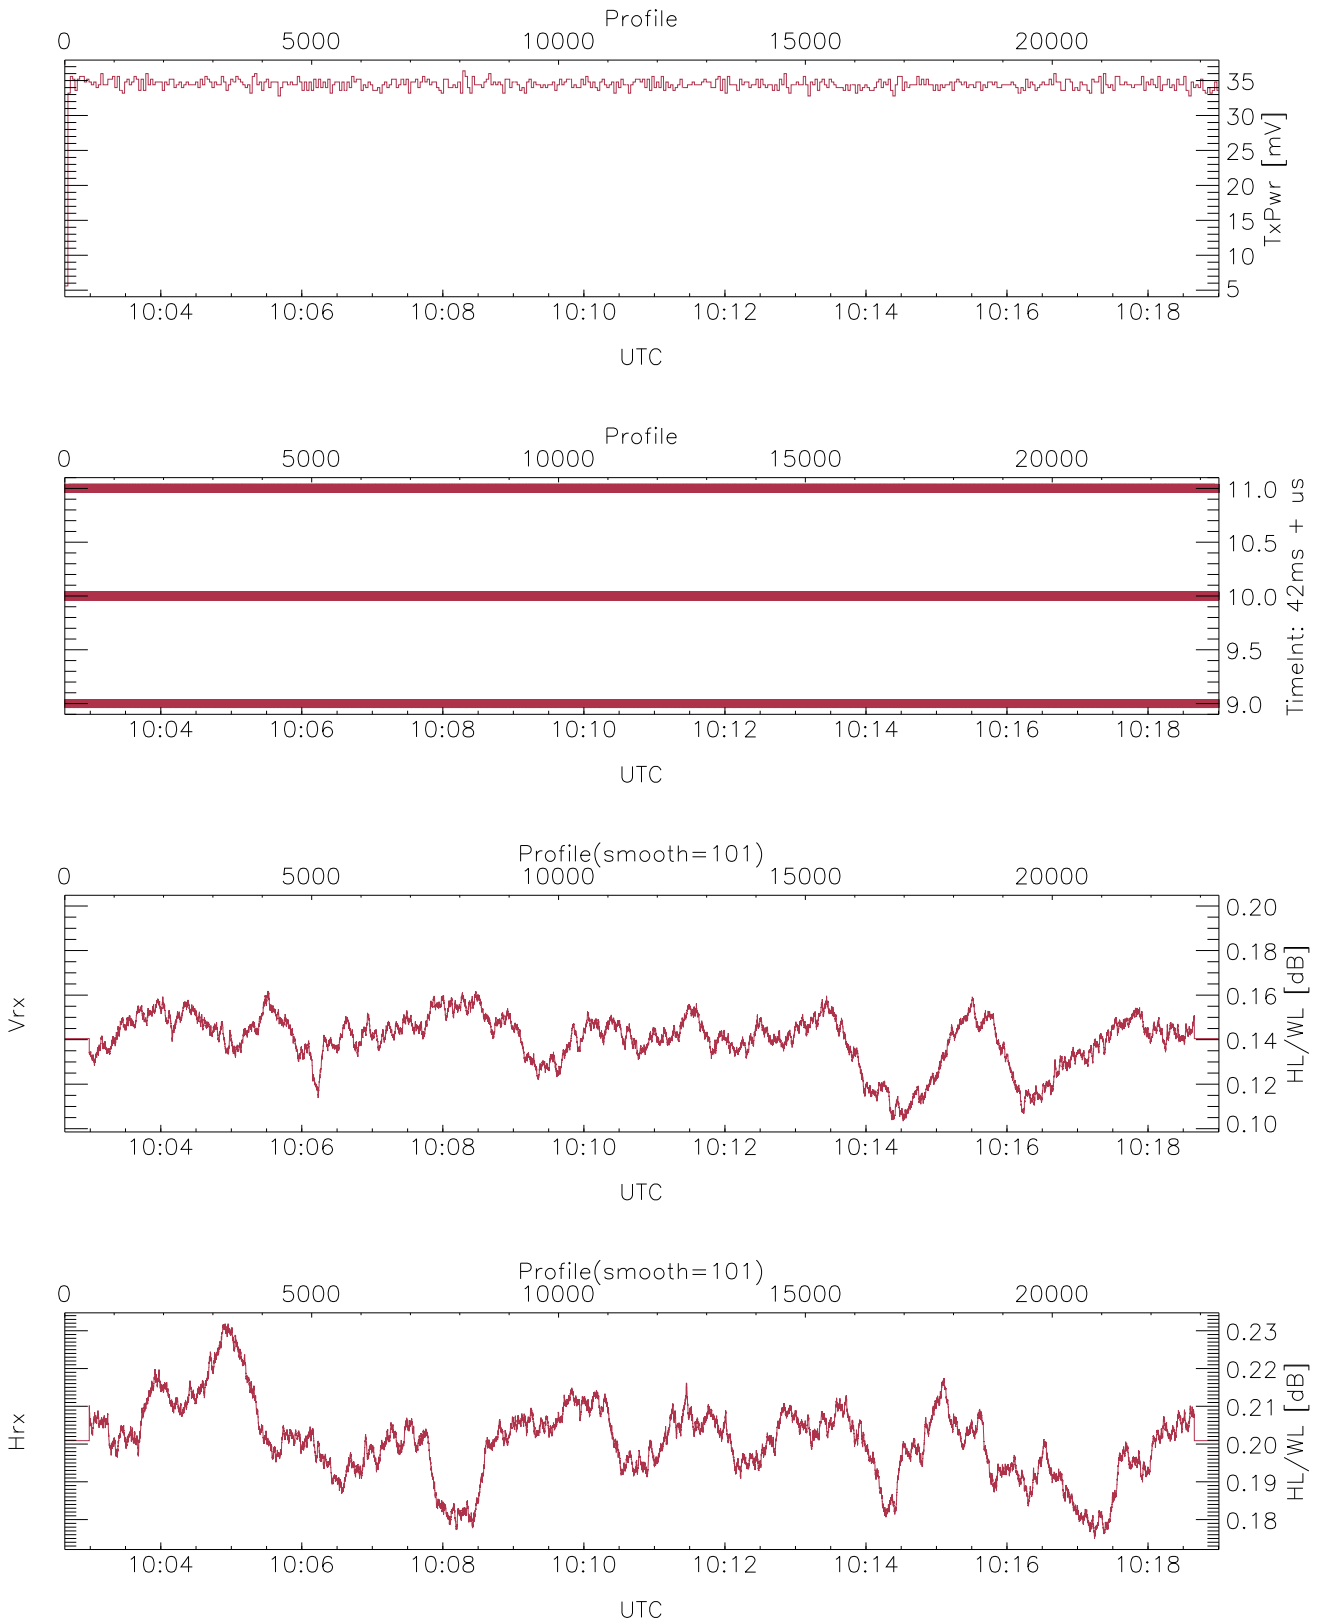 Profile
0 5000 10000 15000 20000
35
30
25
20
15
10
5
TxPwr [mV]
10:04 10:06 10:08 10:10 10:12 10:14 10:16 10:18
UTC
Profile
0 5000 10000 15000 20000
11.0
10.5
10.0
9.5
9.0
TimeInt: 42ms + us
10:04 10:06 10:08 10:10 10:12 10:14 10:16 10:18
UTC
Profile(smooth=101)
0 5000 10000 15000 20000
Vrx
0.20
0.18
0.16
0.14
0.12
0.10
HL/WL [dB]
10:04 10:06 10:08 10:10 10:12 10:14 10:16 10:18
UTC
Profile(smooth=101)
0 5000 10000 15000 20000
Hrx
0.23
0.22
0.21
0.20
0.19
0.18
HL/WL [dB]
10:04 10:06 10:08 10:10 10:12 10:14 10:16 10:18
UTC